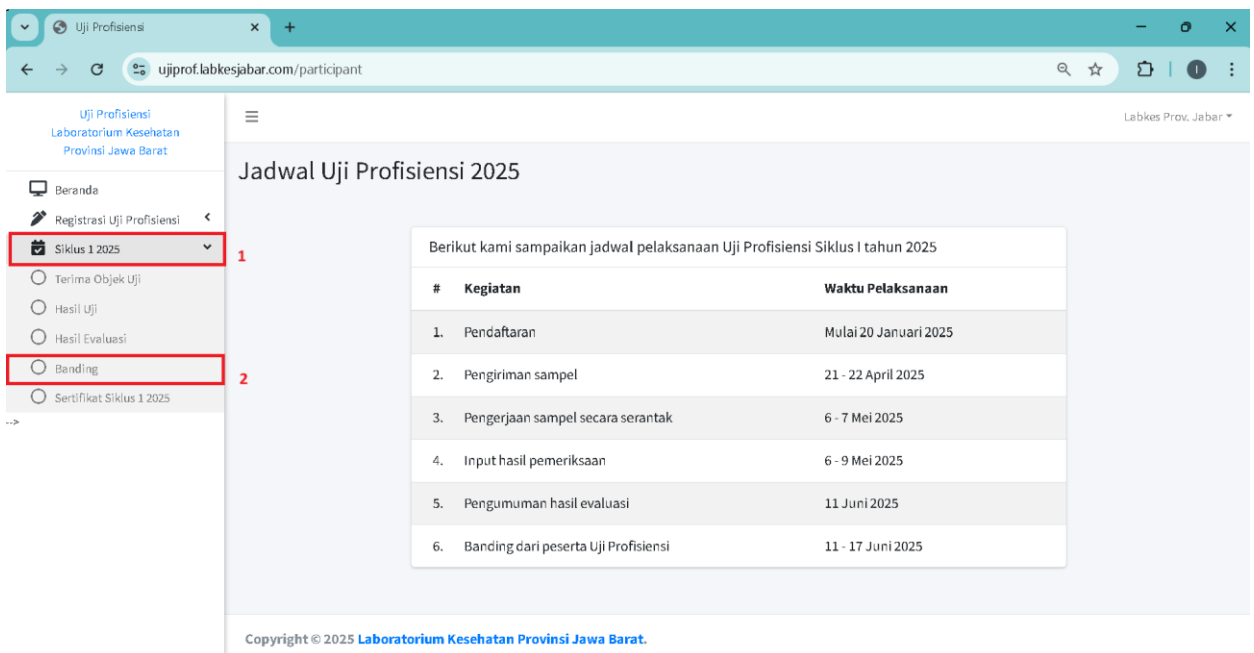 Uji Profisiensi
ujiprof.labkesjabar.com/participant
I
Uji Profisiensi
Laboratorium Kesehatan
Provinsi Jawa Barat
Labkes Prov. Jabar
Beranda
Registrasi Uji Profisiensi
Siklus 1 2025
1
Terima Objek Uji
Hasil Uji
Hasil Evaluasi
Banding
2
Sertifikat Siklus 1 2025
-->
Jadwal Uji Profisiensi 2025
Berikut kami sampaikan jadwal pelaksanaan Uji Profisiensi Siklus I tahun 2025
# Kegiatan Waktu Pelaksanaan
1. Pendaftaran Mulai 20 Januari 2025
2. Pengiriman sampel 21 - 22 April 2025
3. Pengerjaan sampel secara serantak 6 - 7 Mei 2025
4. Input hasil pemeriksaan 6 - 9 Mei 2025
5. Pengumuman hasil evaluasi 11 Juni 2025
6. Banding dari peserta Uji Profisiensi 11 - 17 Juni 2025
Copyright © 2025 Laboratorium Kesehatan Provinsi Jawa Barat.